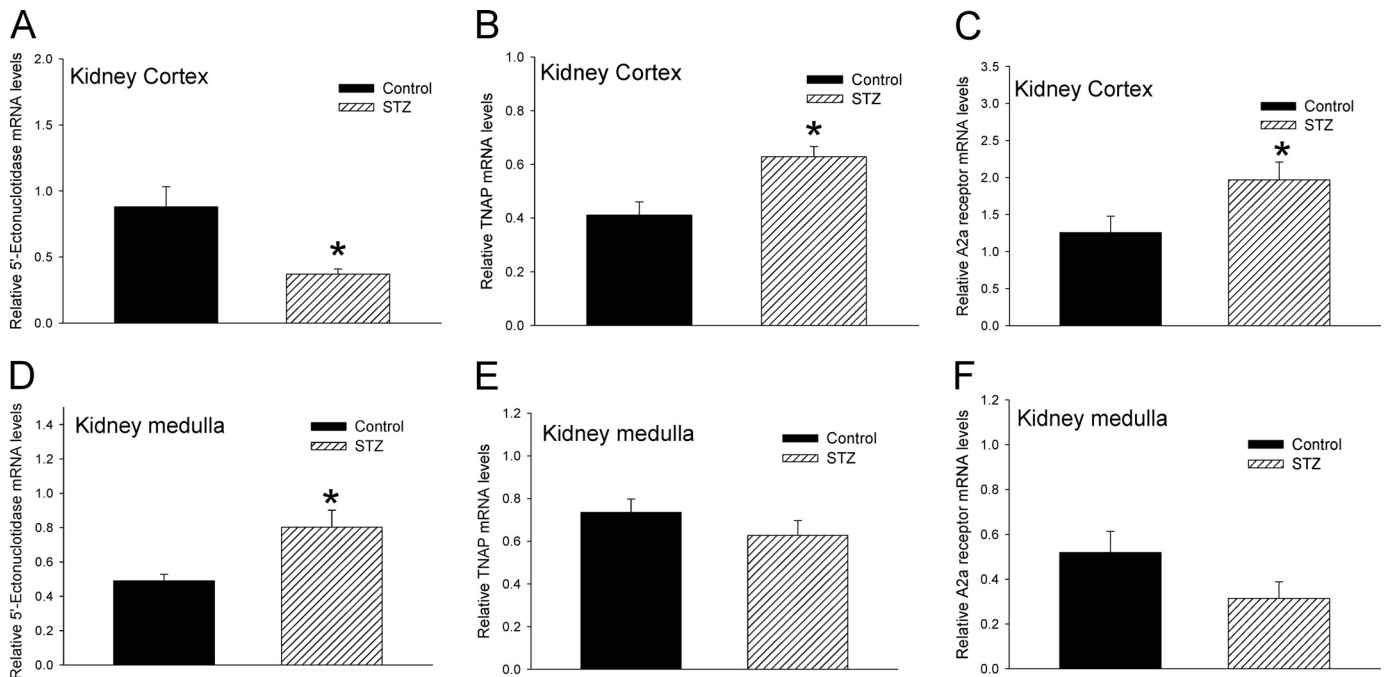 A
Relative 5'-Ectonuclotidase mRNA levels
2.0
1.5
1.0
0.5
0.0
Kidney Cortex
Control
STZ
*
B
Relative TNAP mRNA levels
1.0
0.8
0.6
0.4
0.2
0.0
Kidney Cortex
Control
STZ
*
C
Relative A2a receptor mRNA levels
3.5
3.0
2.5
2.0
1.5
1.0
0.5
0.0
Kidney Cortex
Control
STZ
*
D
Relative 5'-Ectonuclotidase mRNA levels
1.4
1.2
1.0
0.8
0.6
0.4
0.2
0.0
Kidney medulla
Control
STZ
*
E
Relative TNAP mRNA levels
1.2
1.0
0.8
0.6
0.4
0.2
0.0
Kidney medulla
Control
STZ
F
Relative A2a receptor mRNA levels
1.2
1.0
0.8
0.6
0.4
0.2
0.0
Kidney medulla
Control
STZ